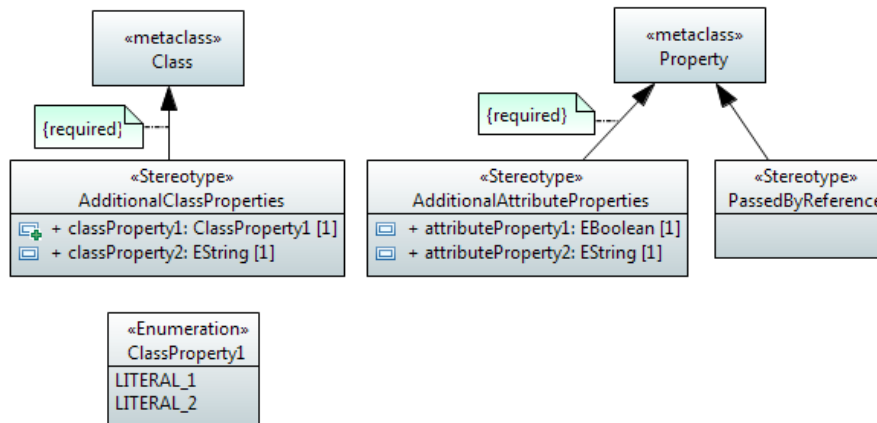 «metaclass»
Class
{required}
«Stereotype»
AdditionalClassProperties
+ classProperty1: ClassProperty1 [1]
+ classProperty2: EString [1]
«metaclass»
Property
{required}
«Stereotype»
AdditionalAttributeProperties
+ attributeProperty1: EBoolean [1]
+ attributeProperty2: EString [1]
«Stereotype»
PassedByReference
«Enumeration»
ClassProperty1
LITERAL_1
LITERAL_2